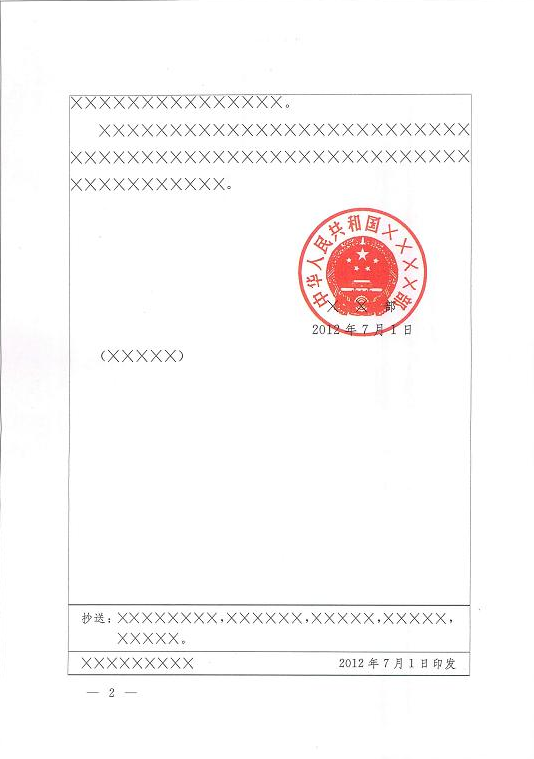 XXXXXXXXXXXXXXX。
XXXXXXXXXXXXXXXXXXXXXXXXXX
XXXXXXXXXXXXXXXXXXXXXXXXXXXX
XXXXXXXXXXX。
中华人民共和国XXXX部
X X 部
2012年7月1日
(XXXXX)
抄送：XXXXXXXX，XXXXXX，XXXXX，XXXXX，
XXXXX。
XXXXXXXXX 2012年7月1日印发
— 2 —